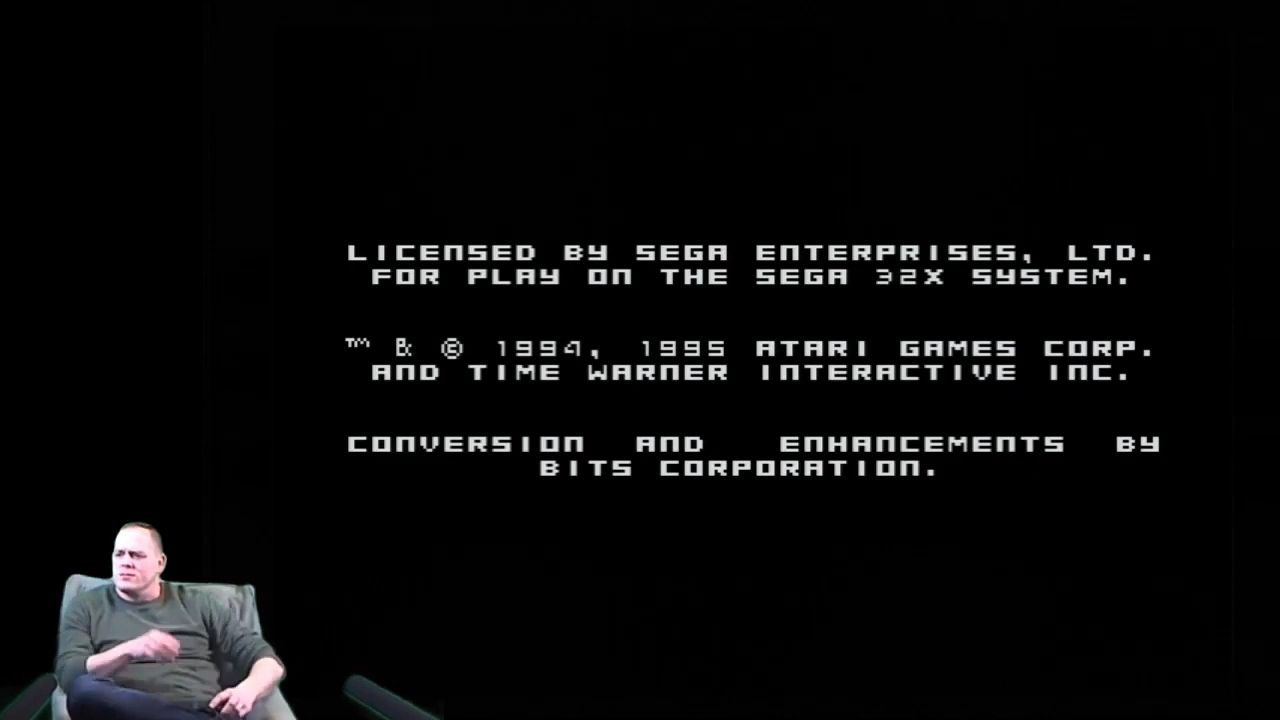 LICENSED BY SEGA ENTERPRISES, LTD.
FOR PLAY ON THE SEGA 32X SYSTEM.
™ & © 1994, 1995 ATARI GAMES CORP.
AND TIME WARNER INTERACTIVE INC.
CONVERSION AND ENHANCEMENTS BY
BITS CORPORATION.